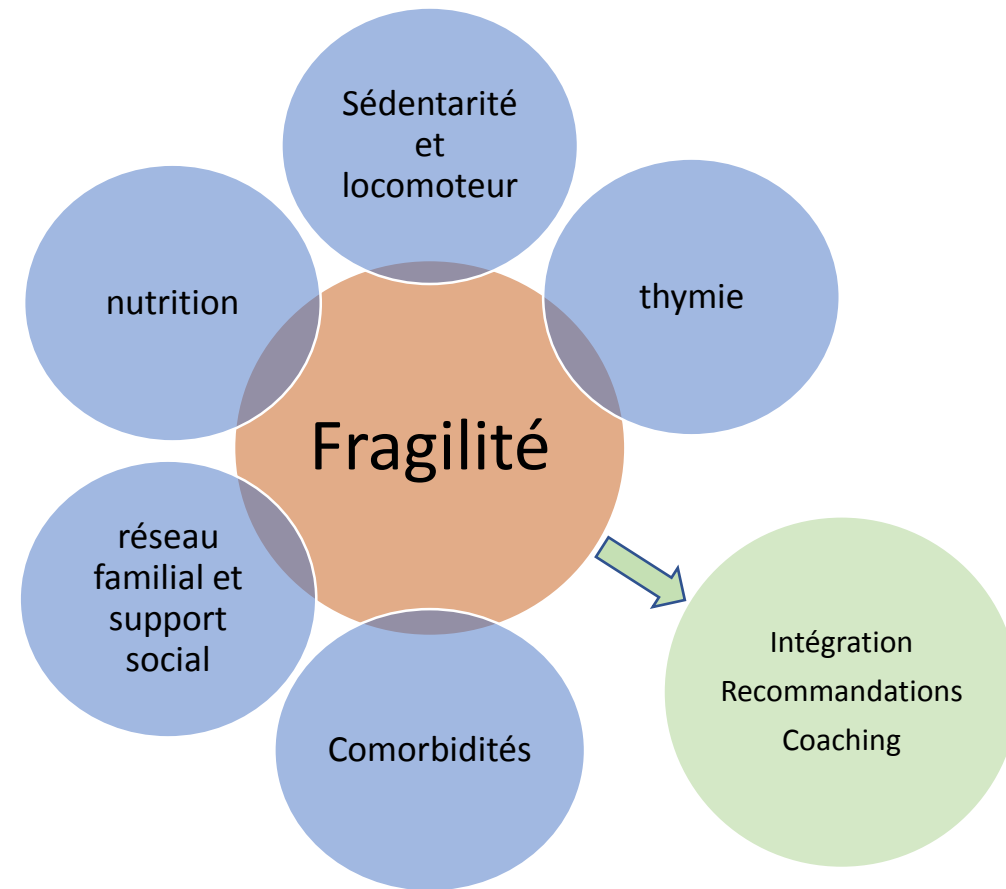 Sédentarité
et
locomoteur
nutrition
thymie
Fragilité
réseau
familial et
support
social
Comorbidités
Intégration
Recommandations
Coaching